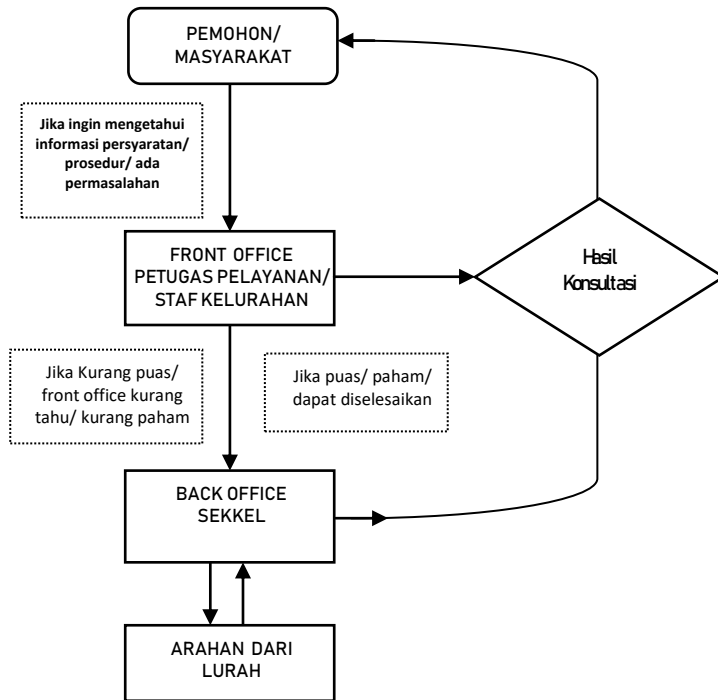 PEMOHON/
MASYARAKAT
Jika ingin mengetahui
informasi persyaratan/
prosedur/ ada
permasalahan
FRONT OFFICE
PETUGAS PELAYANAN/
STAF KELURAHAN
Hasil
Konsultasi
Jika Kurang puas/
front office kurang
tahu/ kurang paham
Jika puas/ paham/
dapat diselesaikan
BACK OFFICE
SEKKEL
ARAHAN DARI
LURAH